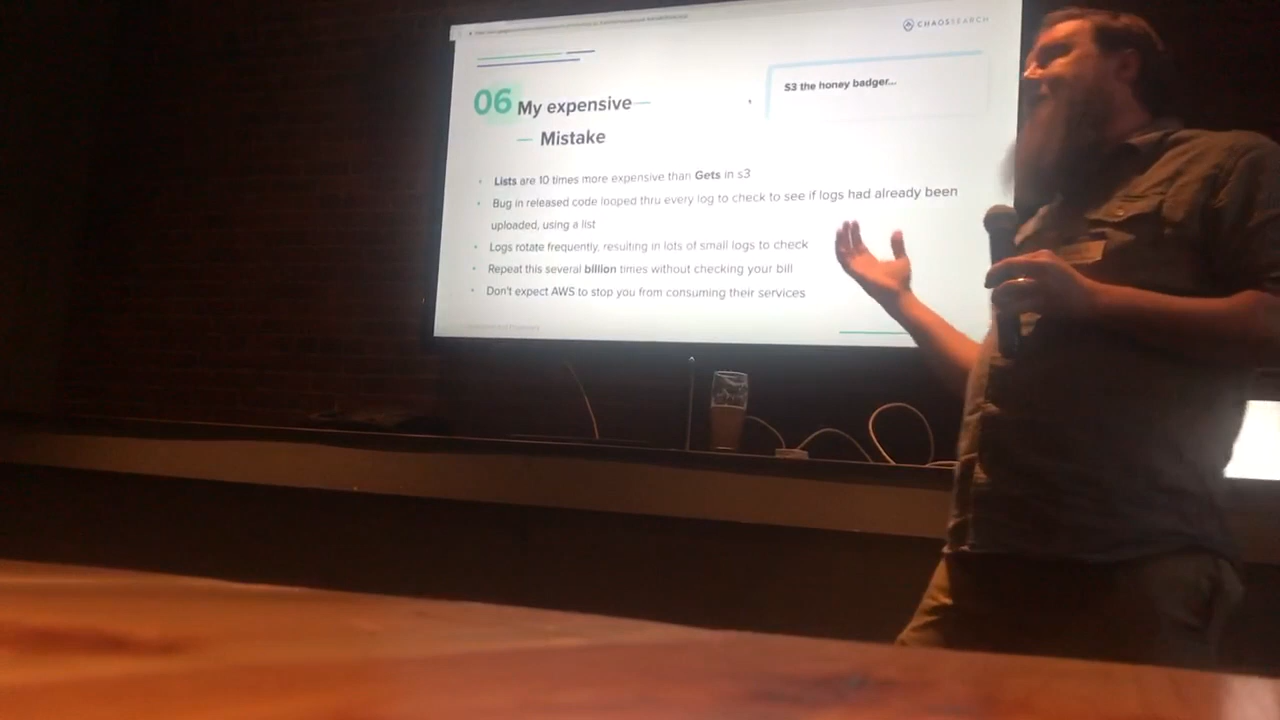 CHAOSSEARCH
06 My expensive
Mistake
S3 the honey badger...
Lists are 10 times more expensive than Gets in s3
Bug in released code looped thru every log to check to see if logs had already been
uploaded, using a list
Logs rotate frequently, resulting in lots of small logs to check
Repeat this several billion times without checking your bill
Don't expect AWS to stop you from consuming their services